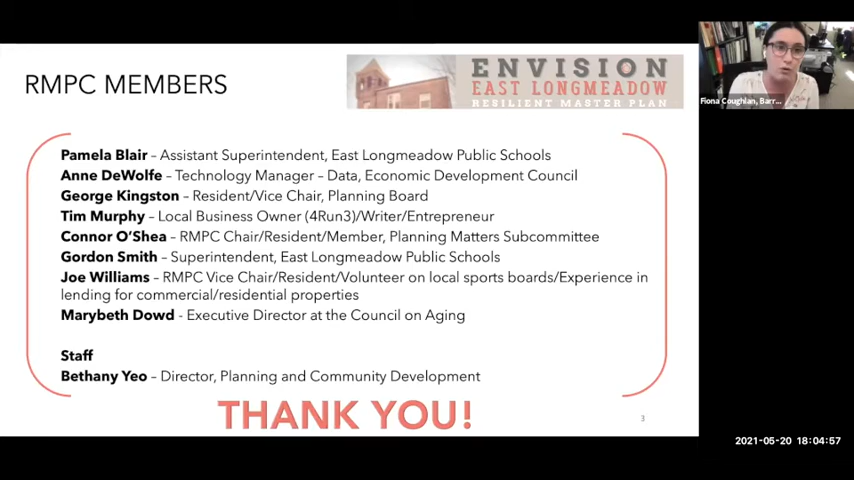 RMPC MEMBERS
ENVISION
EAST LONGMEADOW
RESILIENT MASTER PLAN
Fiona Coughlan, Barr...
Pamela Blair – Assistant Superintendent, East Longmeadow Public Schools
Anne DeWolfe – Technology Manager – Data, Economic Development Council
George Kingston – Resident/Vice Chair, Planning Board
Tim Murphy – Local Business Owner (4Run3)/Writer/Entrepreneur
Connor O'Shea – RMPC Chair/Resident/Member, Planning Matters Subcommittee
Gordon Smith – Superintendent, East Longmeadow Public Schools
Joe Williams – RMPC Vice Chair/Resident/Volunteer on local sports boards/Experience in
lending for commercial/residential properties
Marybeth Dowd - Executive Director at the Council on Aging
Staff
Bethany Yeo – Director, Planning and Community Development
THANK YOU!
3
2021-05-20 18:04:57